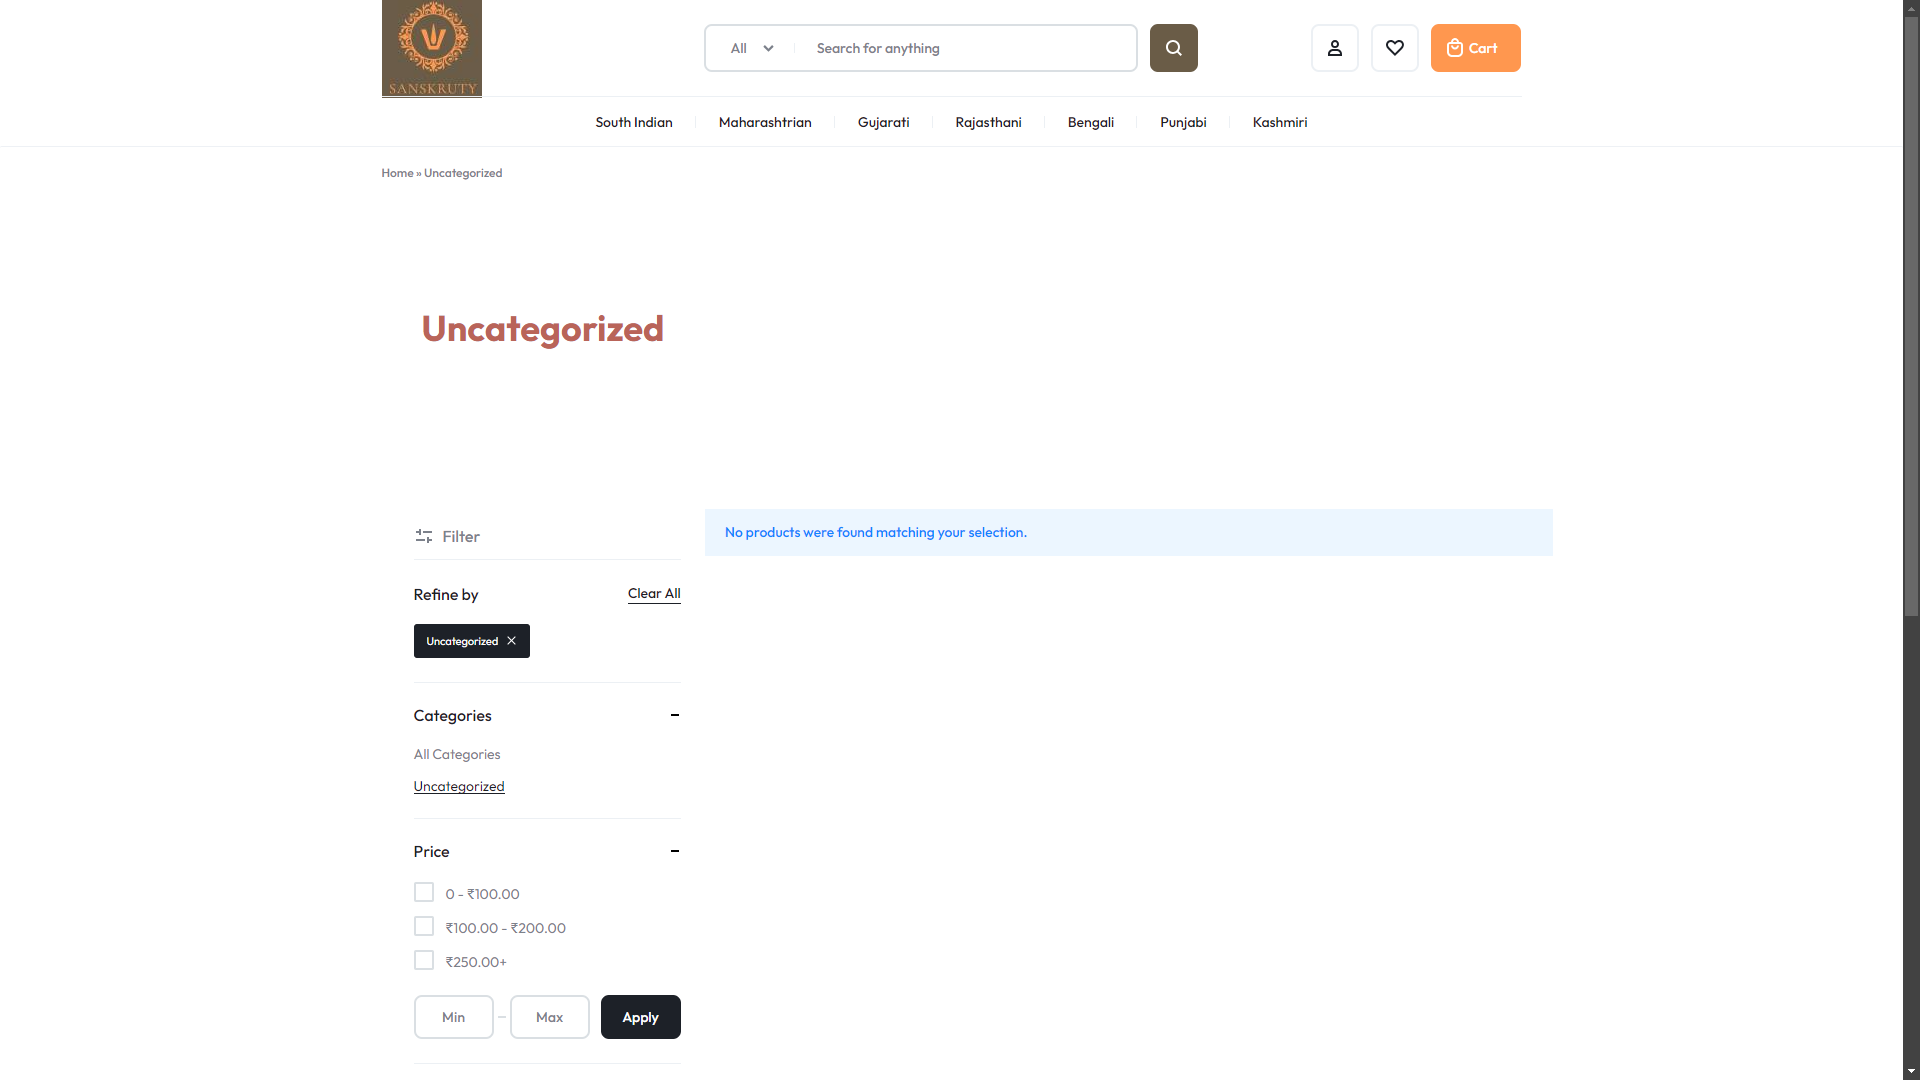 SANSKRUTY
All
Search for anything
Cart
South Indian
Maharashtrian
Gujarati
Rajasthani
Bengali
Punjabi
Kashmiri
Home » Uncategorized
Uncategorized
Filter
No products were found matching your selection.
Refine by
Clear All
Uncategorized
Categories
All Categories
Uncategorized
Price
0 - ₹100.00
₹100.00 - ₹200.00
₹250.00+
Min
Max
Apply